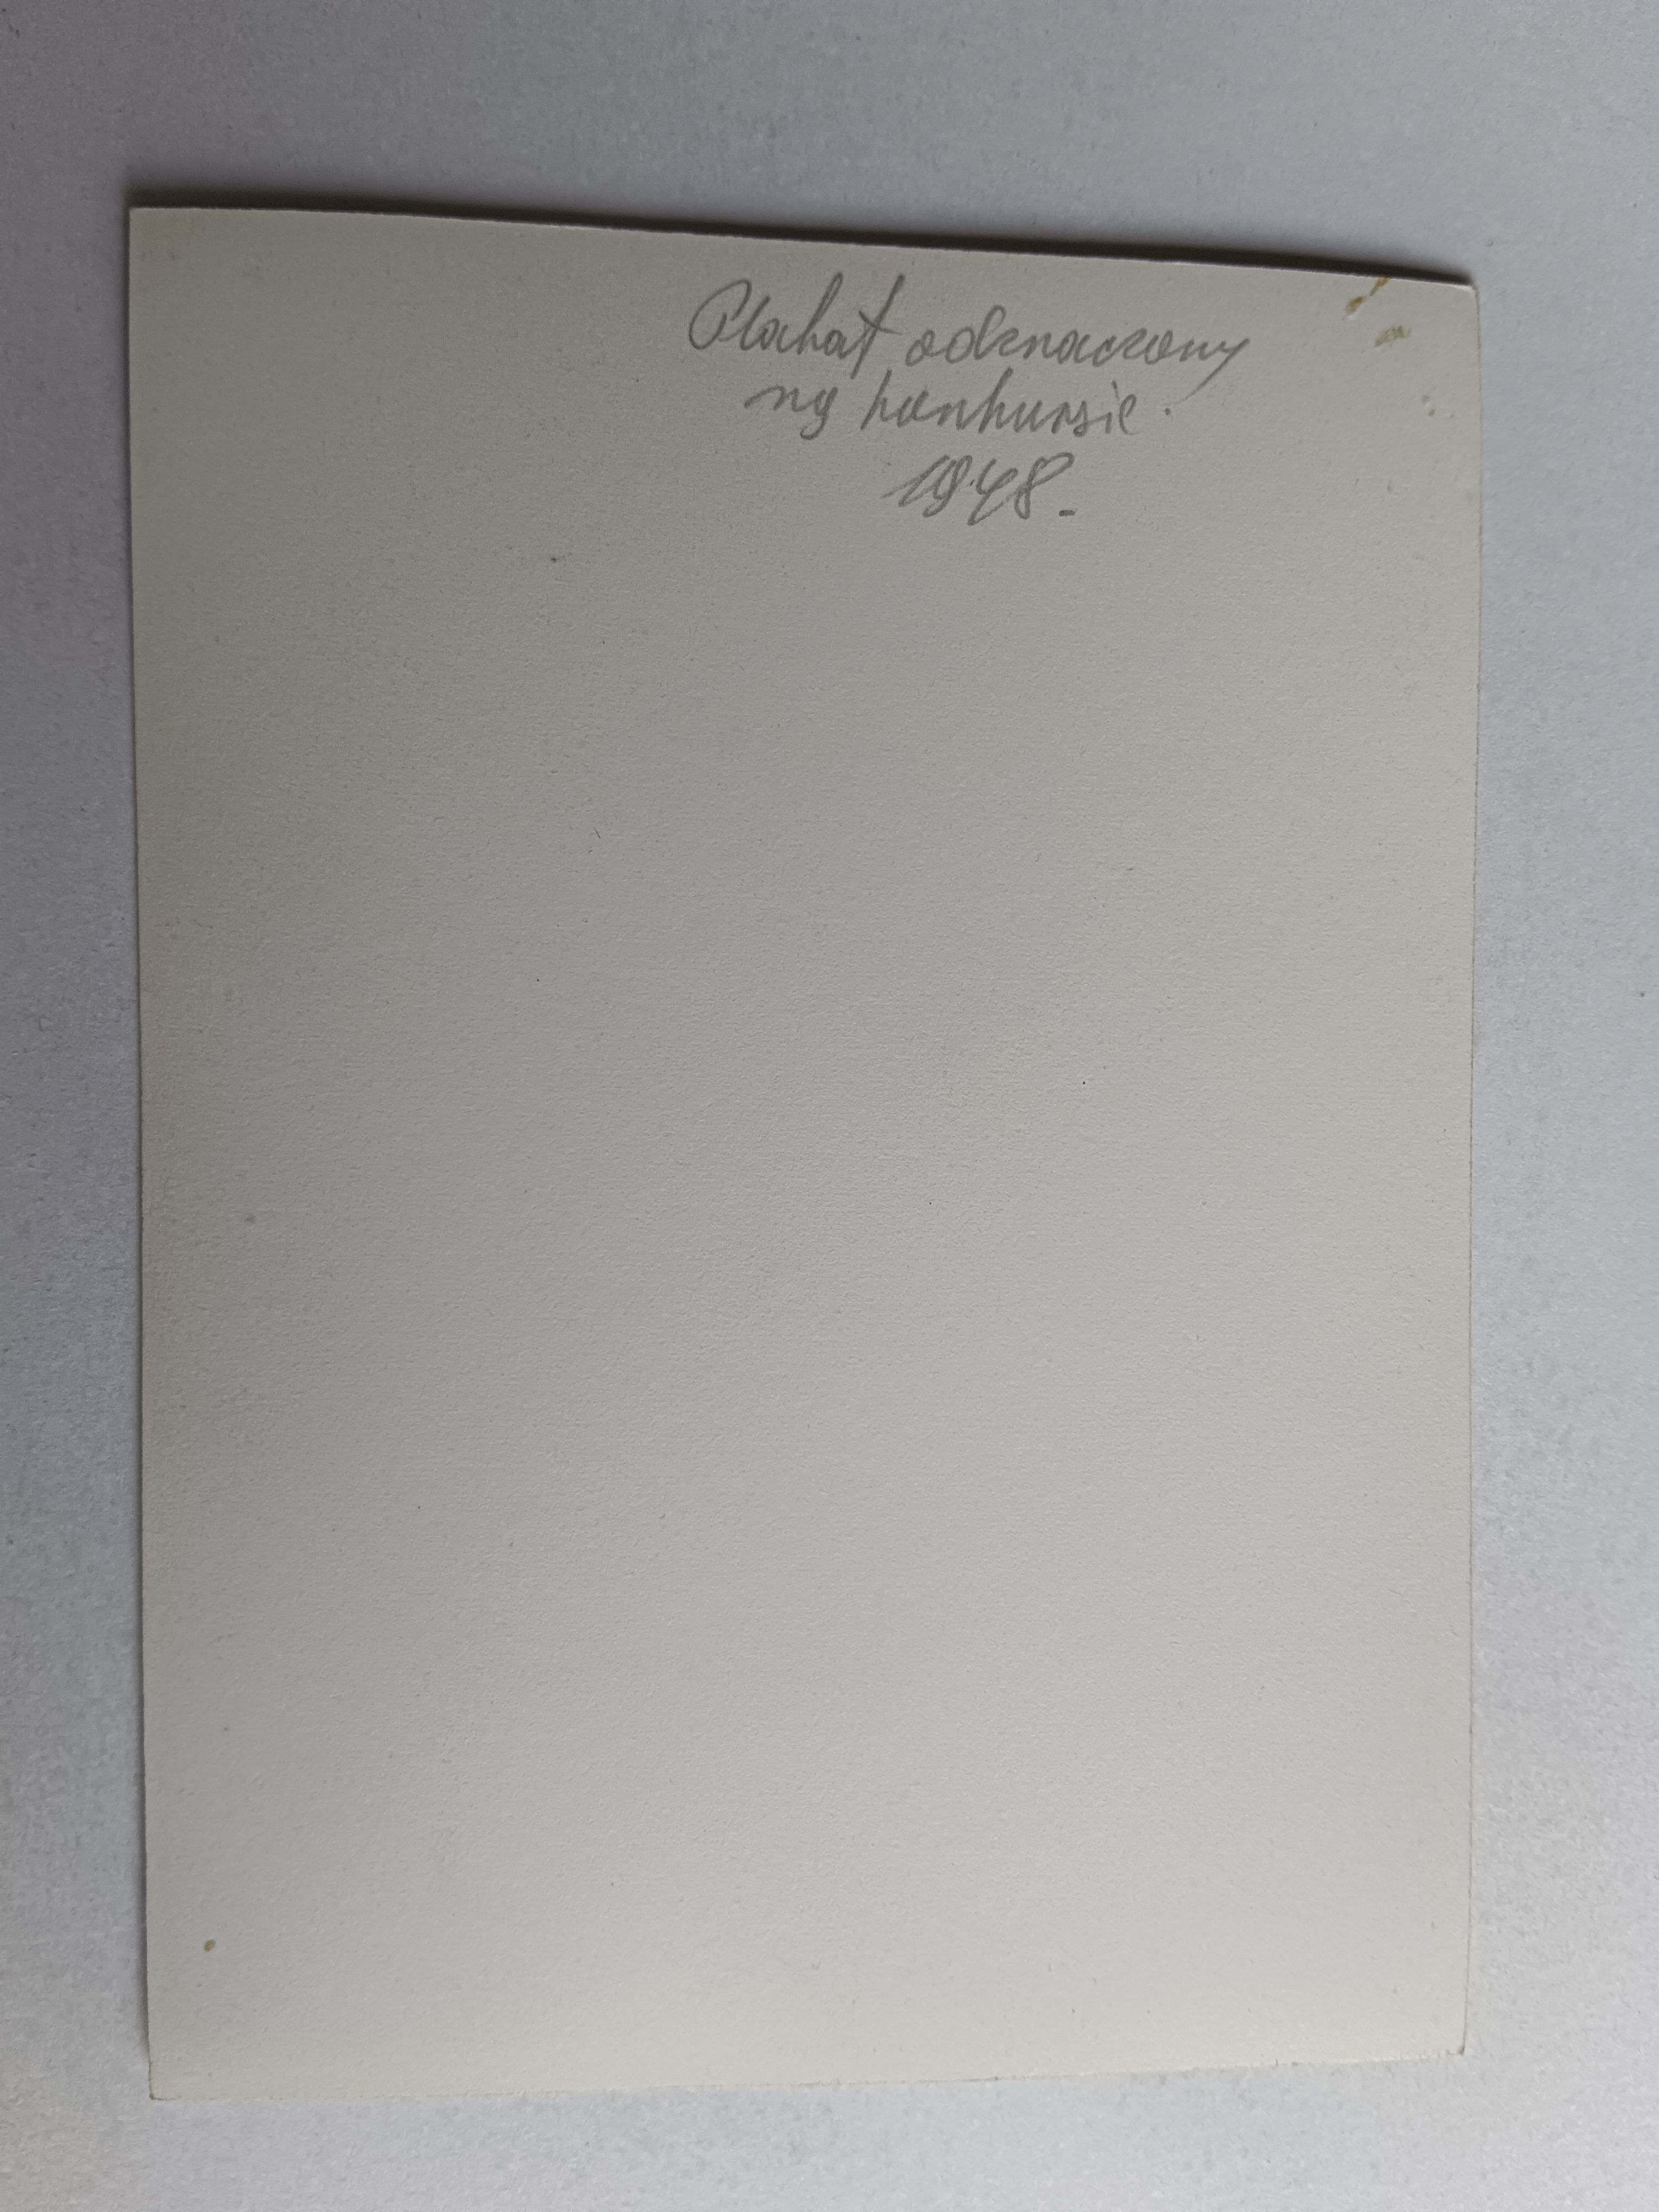 Plakat odznaczony
na konkursie.
1948.